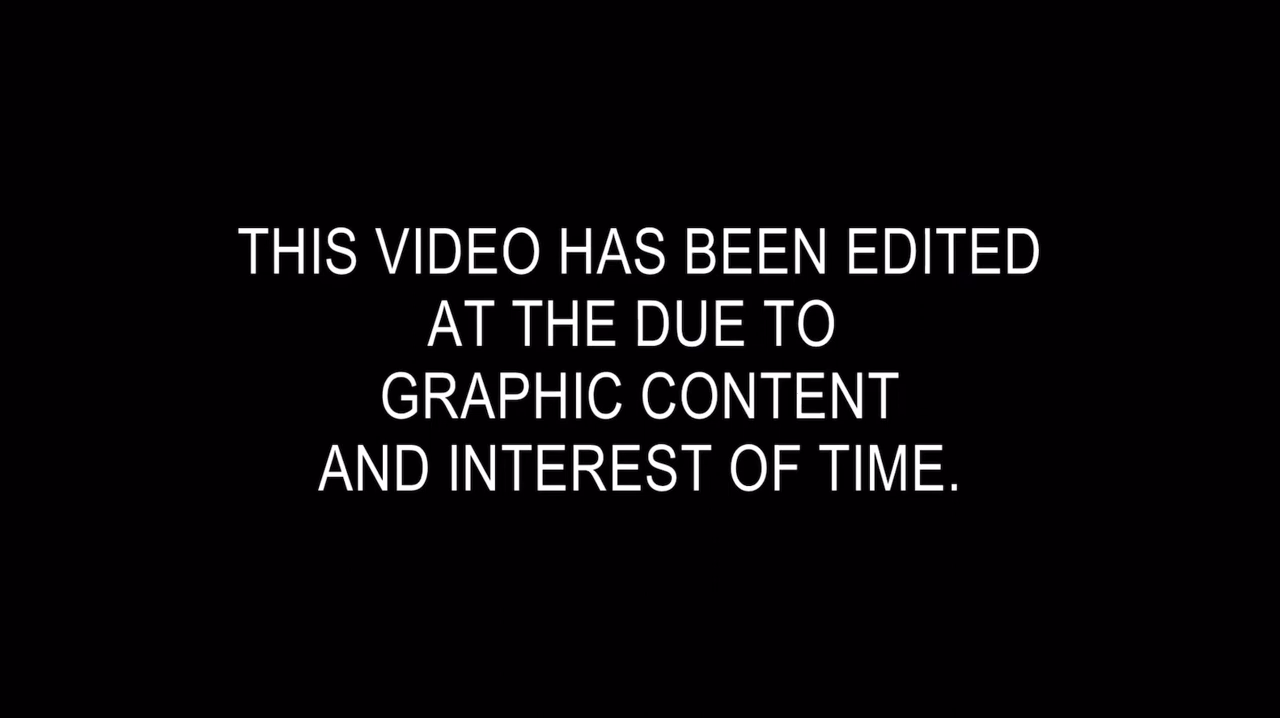 THIS VIDEO HAS BEEN EDITED
AT THE DUE TO
GRAPHIC CONTENT
AND INTEREST OF TIME.